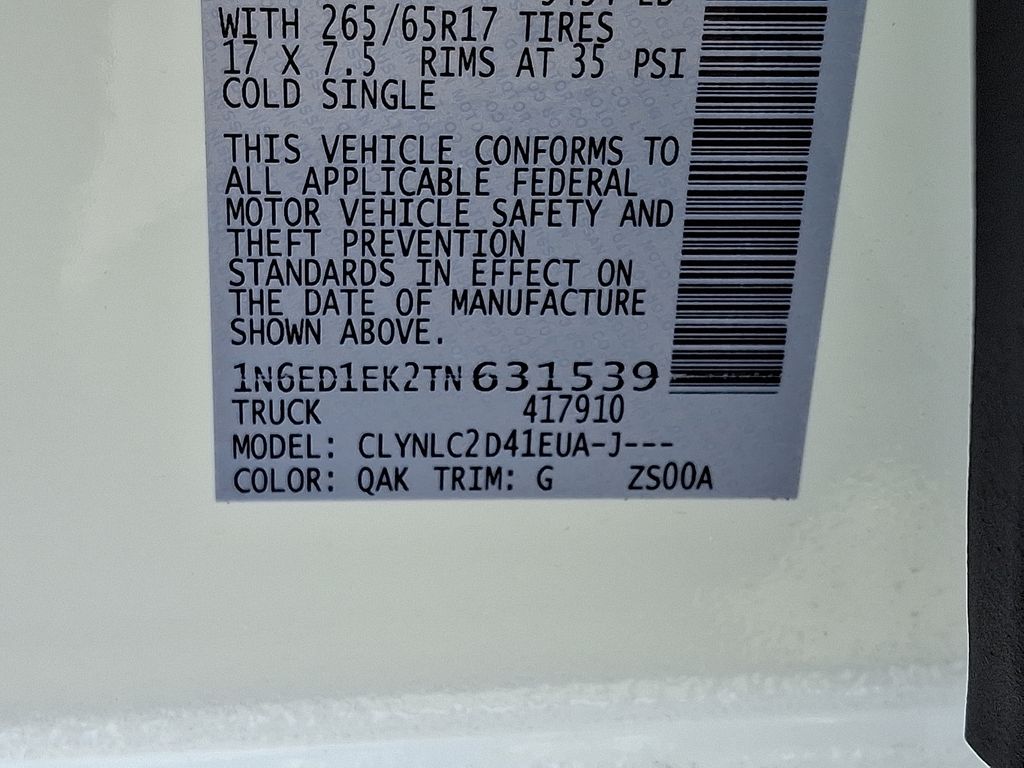 WITH 265/65R17 TIRES
17 X 7.5 RIMS AT 35 PSI
COLD SINGLE
THIS VEHICLE CONFORMS TO
ALL APPLICABLE FEDERAL
MOTOR VEHICLE SAFETY AND
THEFT PREVENTION
STANDARDS IN EFFECT ON
THE DATE OF MANUFACTURE
SHOWN ABOVE.
1N6ED1EK2TN631539
TRUCK 417910
MODEL: CLYNLC2D41EUA-J---
COLOR: QAK TRIM: G ZS00A